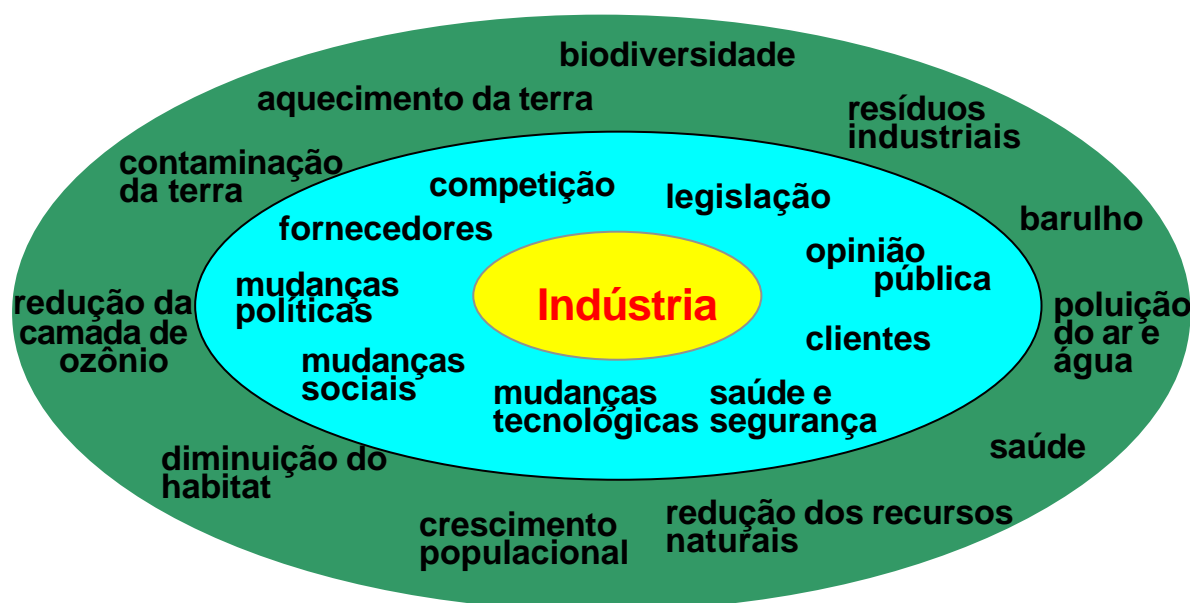 biodiversidade
aquecimento da terra
resíduos
industriais
contaminação
da terra
competição
legislação
fornecedores
barulho
opinião
pública
mudanças
políticas
Indústria
redução da
camada de
ozônio
poluição
do ar e
água
clientes
mudanças
sociais
mudanças
tecnológicas
saúde e
segurança
saúde
diminuição do
habitat
crescimento
populacional
redução dos recursos
naturais